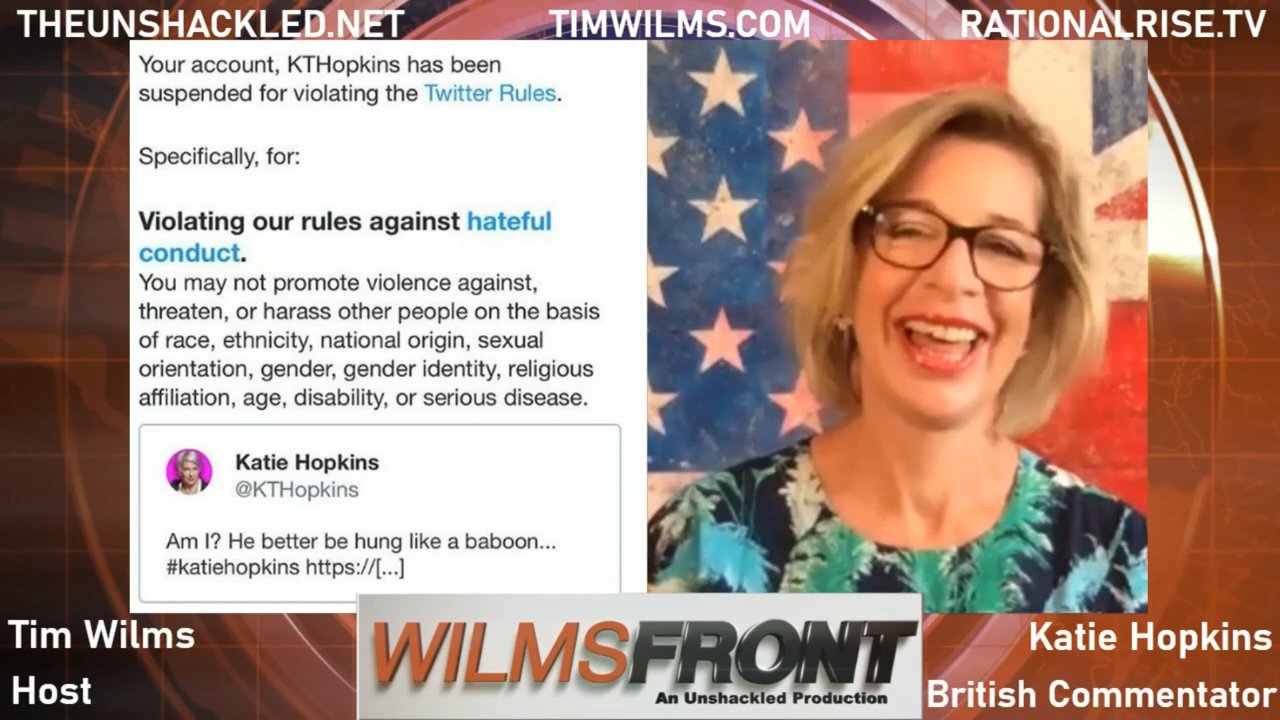 THEUNSHACKLED.NET
TIMWILMS.COM
RATIONALRISE.TV
Your account, KTHopkins has been
suspended for violating the Twitter Rules.
Specifically, for:
Violating our rules against hateful
conduct.
You may not promote violence against,
threaten, or harass other people on the basis
of race, ethnicity, national origin, sexual
orientation, gender, gender identity, religious
affiliation, age, disability, or serious disease.
Katie Hopkins
@KTHopkins
Am I? He better be hung like a baboon...
#katiehopkins https://[...]
Tim Wilms
Host
WILMSFRONT
An Unshackled Production
Katie Hopkins
British Commentator